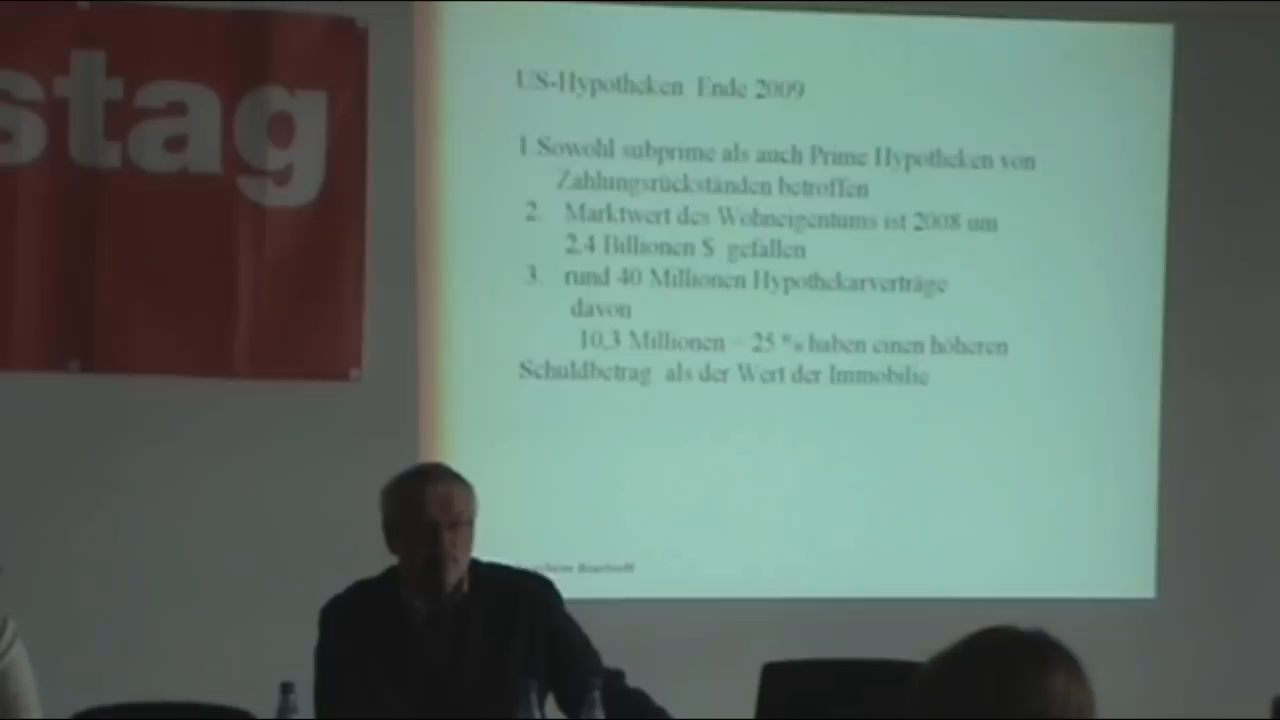 stag
US-Hypotheken Ende 2009
1 Sowohl subprime als auch Prime Hypotheken von
Zahlungsrückständen betroffen
2. Marktwert des Wohneigentums ist 2008 um
2,4 Billionen $ gefallen
3. rund 40 Millionen Hypothekarverträge
davon
10,3 Millionen = 25 % haben einen höheren
Schuldbetrag als der Wert der Immobilie